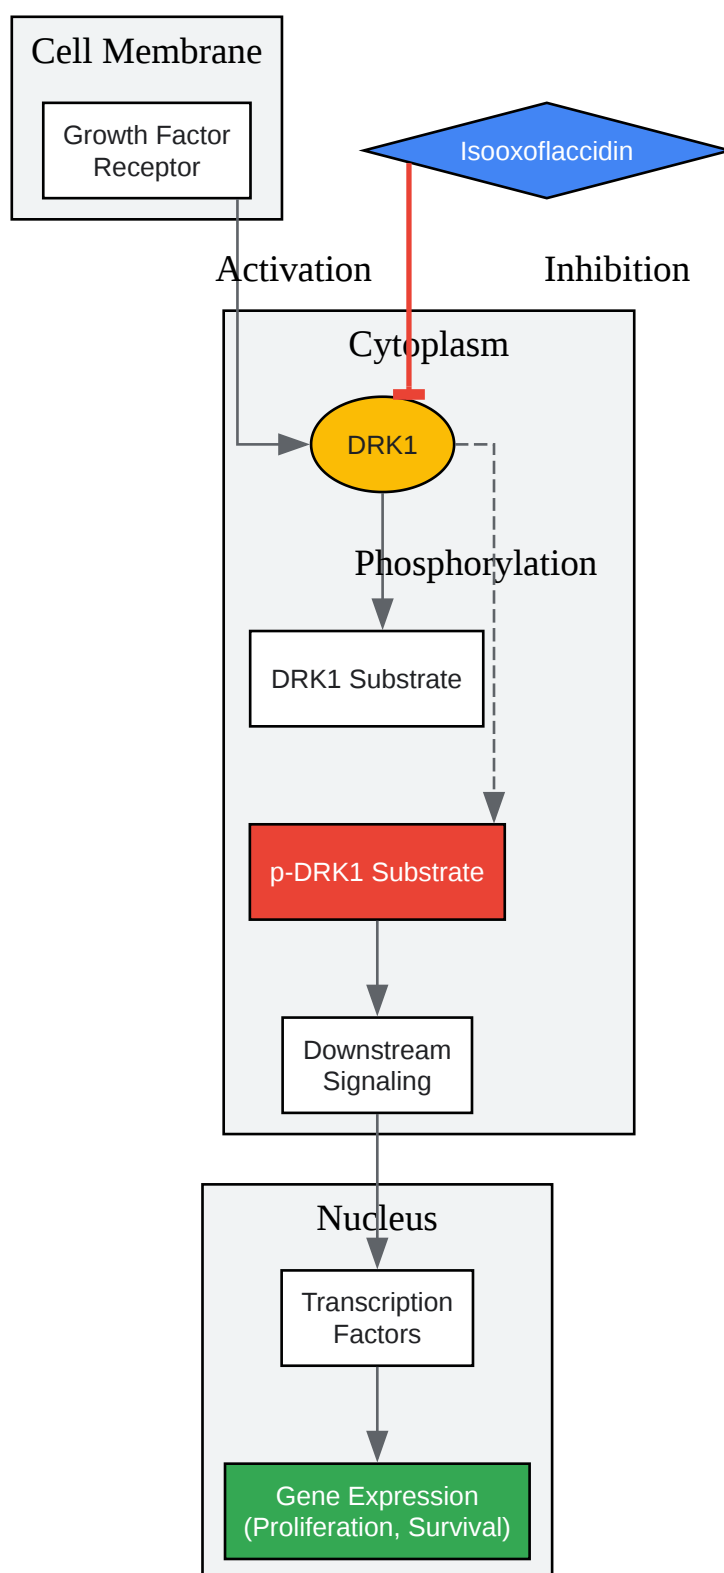 Cell Membrane
Growth Factor
Receptor
Isooxoflaccidin
Activation
Inhibition
Cytoplasm
DRK1
Phosphorylation
DRK1 Substrate
p-DRK1 Substrate
Downstream
Signaling
Nucleus
Transcription
Factors
Gene Expression
(Proliferation, Survival)